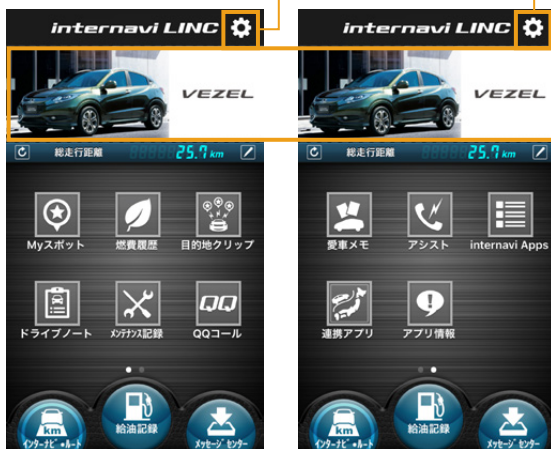 internavi LINC
VEZEL
総走行距離 25.7 km
Myスポット 燃費履歴 目的地クリップ
ドライブノート メンテナンス記録 QQコール
km
インターナビ・ルート 給油記録 メッセージ センター
internavi LINC
VEZEL
総走行距離 25.7 km
愛車メモ アシスト internavi Apps
連携アプリ アプリ情報
km
インターナビ・ルート 給油記録 メッセージ センター